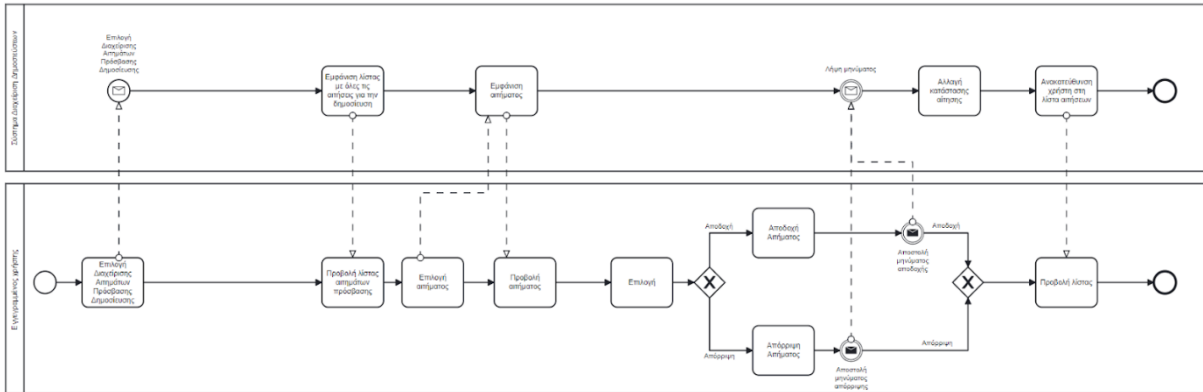 Σύστημα Διαχείριση Δημοσιεύσεων
Επιλογή
Διαχείρισης
Αιτημάτων
Πρόσβασης
Δημοσίευσης
Εμφάνιση λίστας
με όλες τις
αιτήσεις για την
δημοσίευση
Εμφάνιση
αιτήματος
Λήψη μηνύματος
Αλλαγή
κατάστασης
αίτησης
Ανακατεύθυνση
χρήστη στη
λίστα αιτήσεων
Εγγεγραμμένος χρήστης
Επιλογή
Διαχείρισης
Αιτημάτων
Πρόσβασης
Δημοσίευσης
Προβολή λίστας
αιτημάτων
πρόσβασης
Επιλογή
αιτήματος
Προβολή
αιτήματος
Επιλογή
Αποδοχή
Αποδοχή
Αιτήματος
Αποστολή
μηνύματος
αποδοχής
Αποδοχή
Απόρριψη
Απόρριψη
Αιτήματος
Αποστολή
μηνύματος
απόρριψης
Απόρριψη
Προβολή λίστας